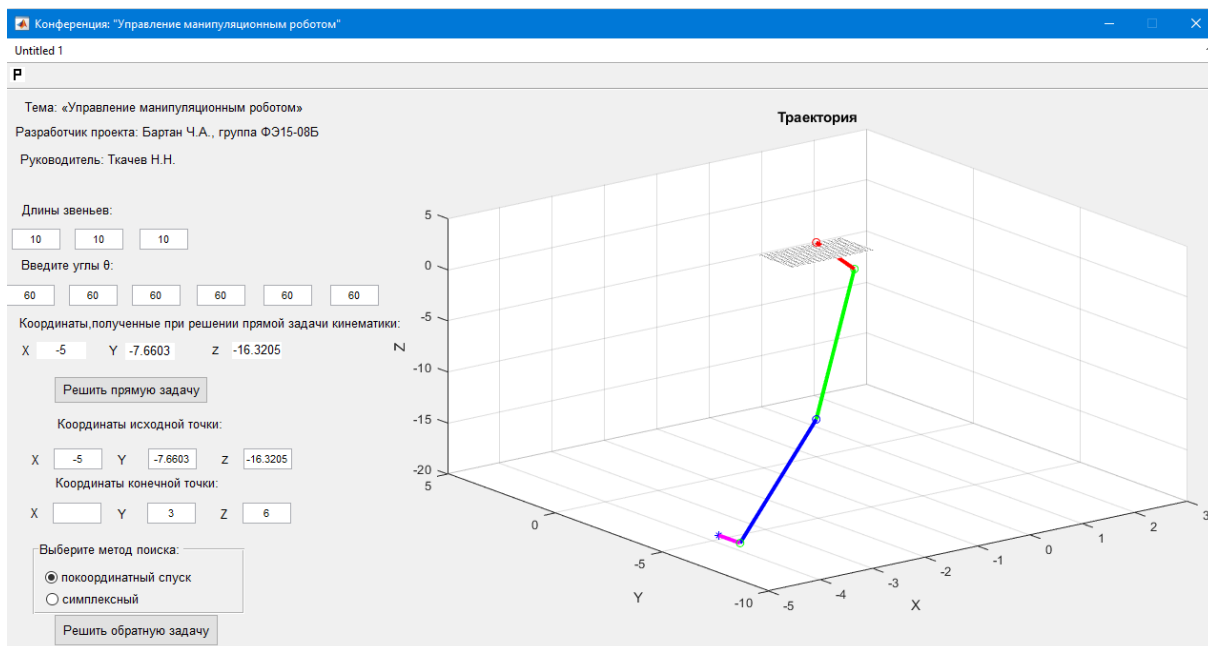 Конференция: "Управление манипуляционным роботом"
Untitled 1
P
Тема: «Управление манипуляционным роботом»
Разработчик проекта: Бартан Ч.А., группа ФЭ15-08Б
Руководитель: Ткачев Н.Н.
Длины звеньев:
10 10 10
Введите углы θ:
60 60 60 60 60 60
Координаты,полученные при решении прямой задачи кинематики:
X -5 Y -7.6603 Z -16.3205
Решить прямую задачу
Координаты исходной точки:
X -5 Y -7.6603 Z -16.3205
Координаты конечной точки:
X Y 3 Z 6
Выберите метод поиска:
покоординатный спуск
симплексный
Решить обратную задачу
Траектория
5
0
-5
-10
-15
-20
Z
5
0
-5
-10
Y
-5
-4
-3
-2
-1
0
1
2
3
X